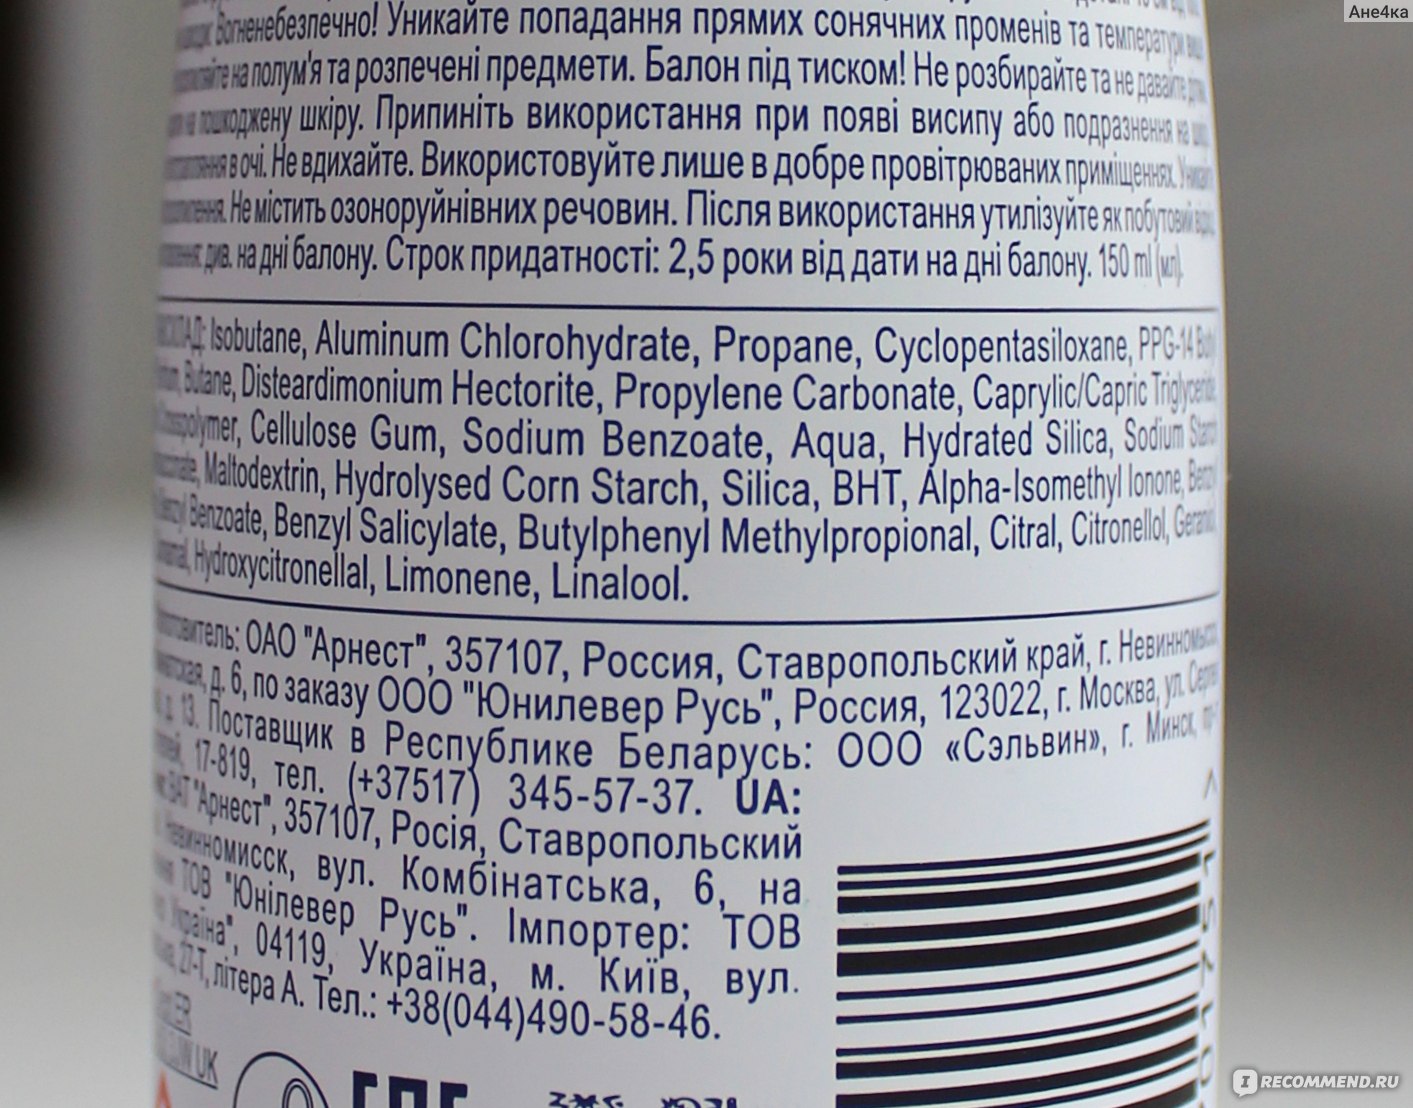 Ане4ка
Вогненебезпечно! Уникайте попадання прямих сонячних променів та температури
на полум'я та розпечені предмети. Балон під тиском! Не розбирайте та не давайте
пошкоджену шкіру. Припиніть використання при появі висипу або подразнення на
в очі. Не вдихайте. Використовуйте лише в добре провітрюваних приміщеннях.
Не містить озоноруйнівних речовин. Після використання утилізуйте як побутовий
див. на дні балону. Строк придатності: 2,5 роки від дати на дні балону. 150 ml (мл).
Isobutane, Aluminum Chlorohydrate, Propane, Cyclopentasiloxane, PPG-14
Butane, Disteardimonium Hectorite, Propylene Carbonate, Caprylic/Capric Triglyceride
Cellulose Gum, Sodium Benzoate, Aqua, Hydrated Silica, Sodium Starch
Maltodextrin, Hydrolysed Corn Starch, Silica, BHT, Alpha-Isomethyl Ionone,
Benzoate, Benzyl Salicylate, Butylphenyl Methylpropional, Citral, Citronellol,
Hydroxycitronellal, Limonene, Linalool.
ОАО "Арнест", 357107, Россия, Ставропольский край, г.
д. 6, по заказу ООО "Юнилевер Русь", Россия, 123022, г. Москва, ул.
13. Поставщик в Республике Беларусь: ООО «Сэльвин», г. Минск,
17-819, тел. (+37517) 345-57-37. UA:
ВАТ "Арнест", 357107, Росія, Ставропольский
Невинномисск, вул. Комбінатська, 6, на
ТОВ "Юнілевер Русь". Імпортер: ТОВ
Україна", 04119, Україна, м. Київ, вул.
27-Т, літера А. Тел.: +38(044)490-58-46.
UK
IRECOMMEND.RU